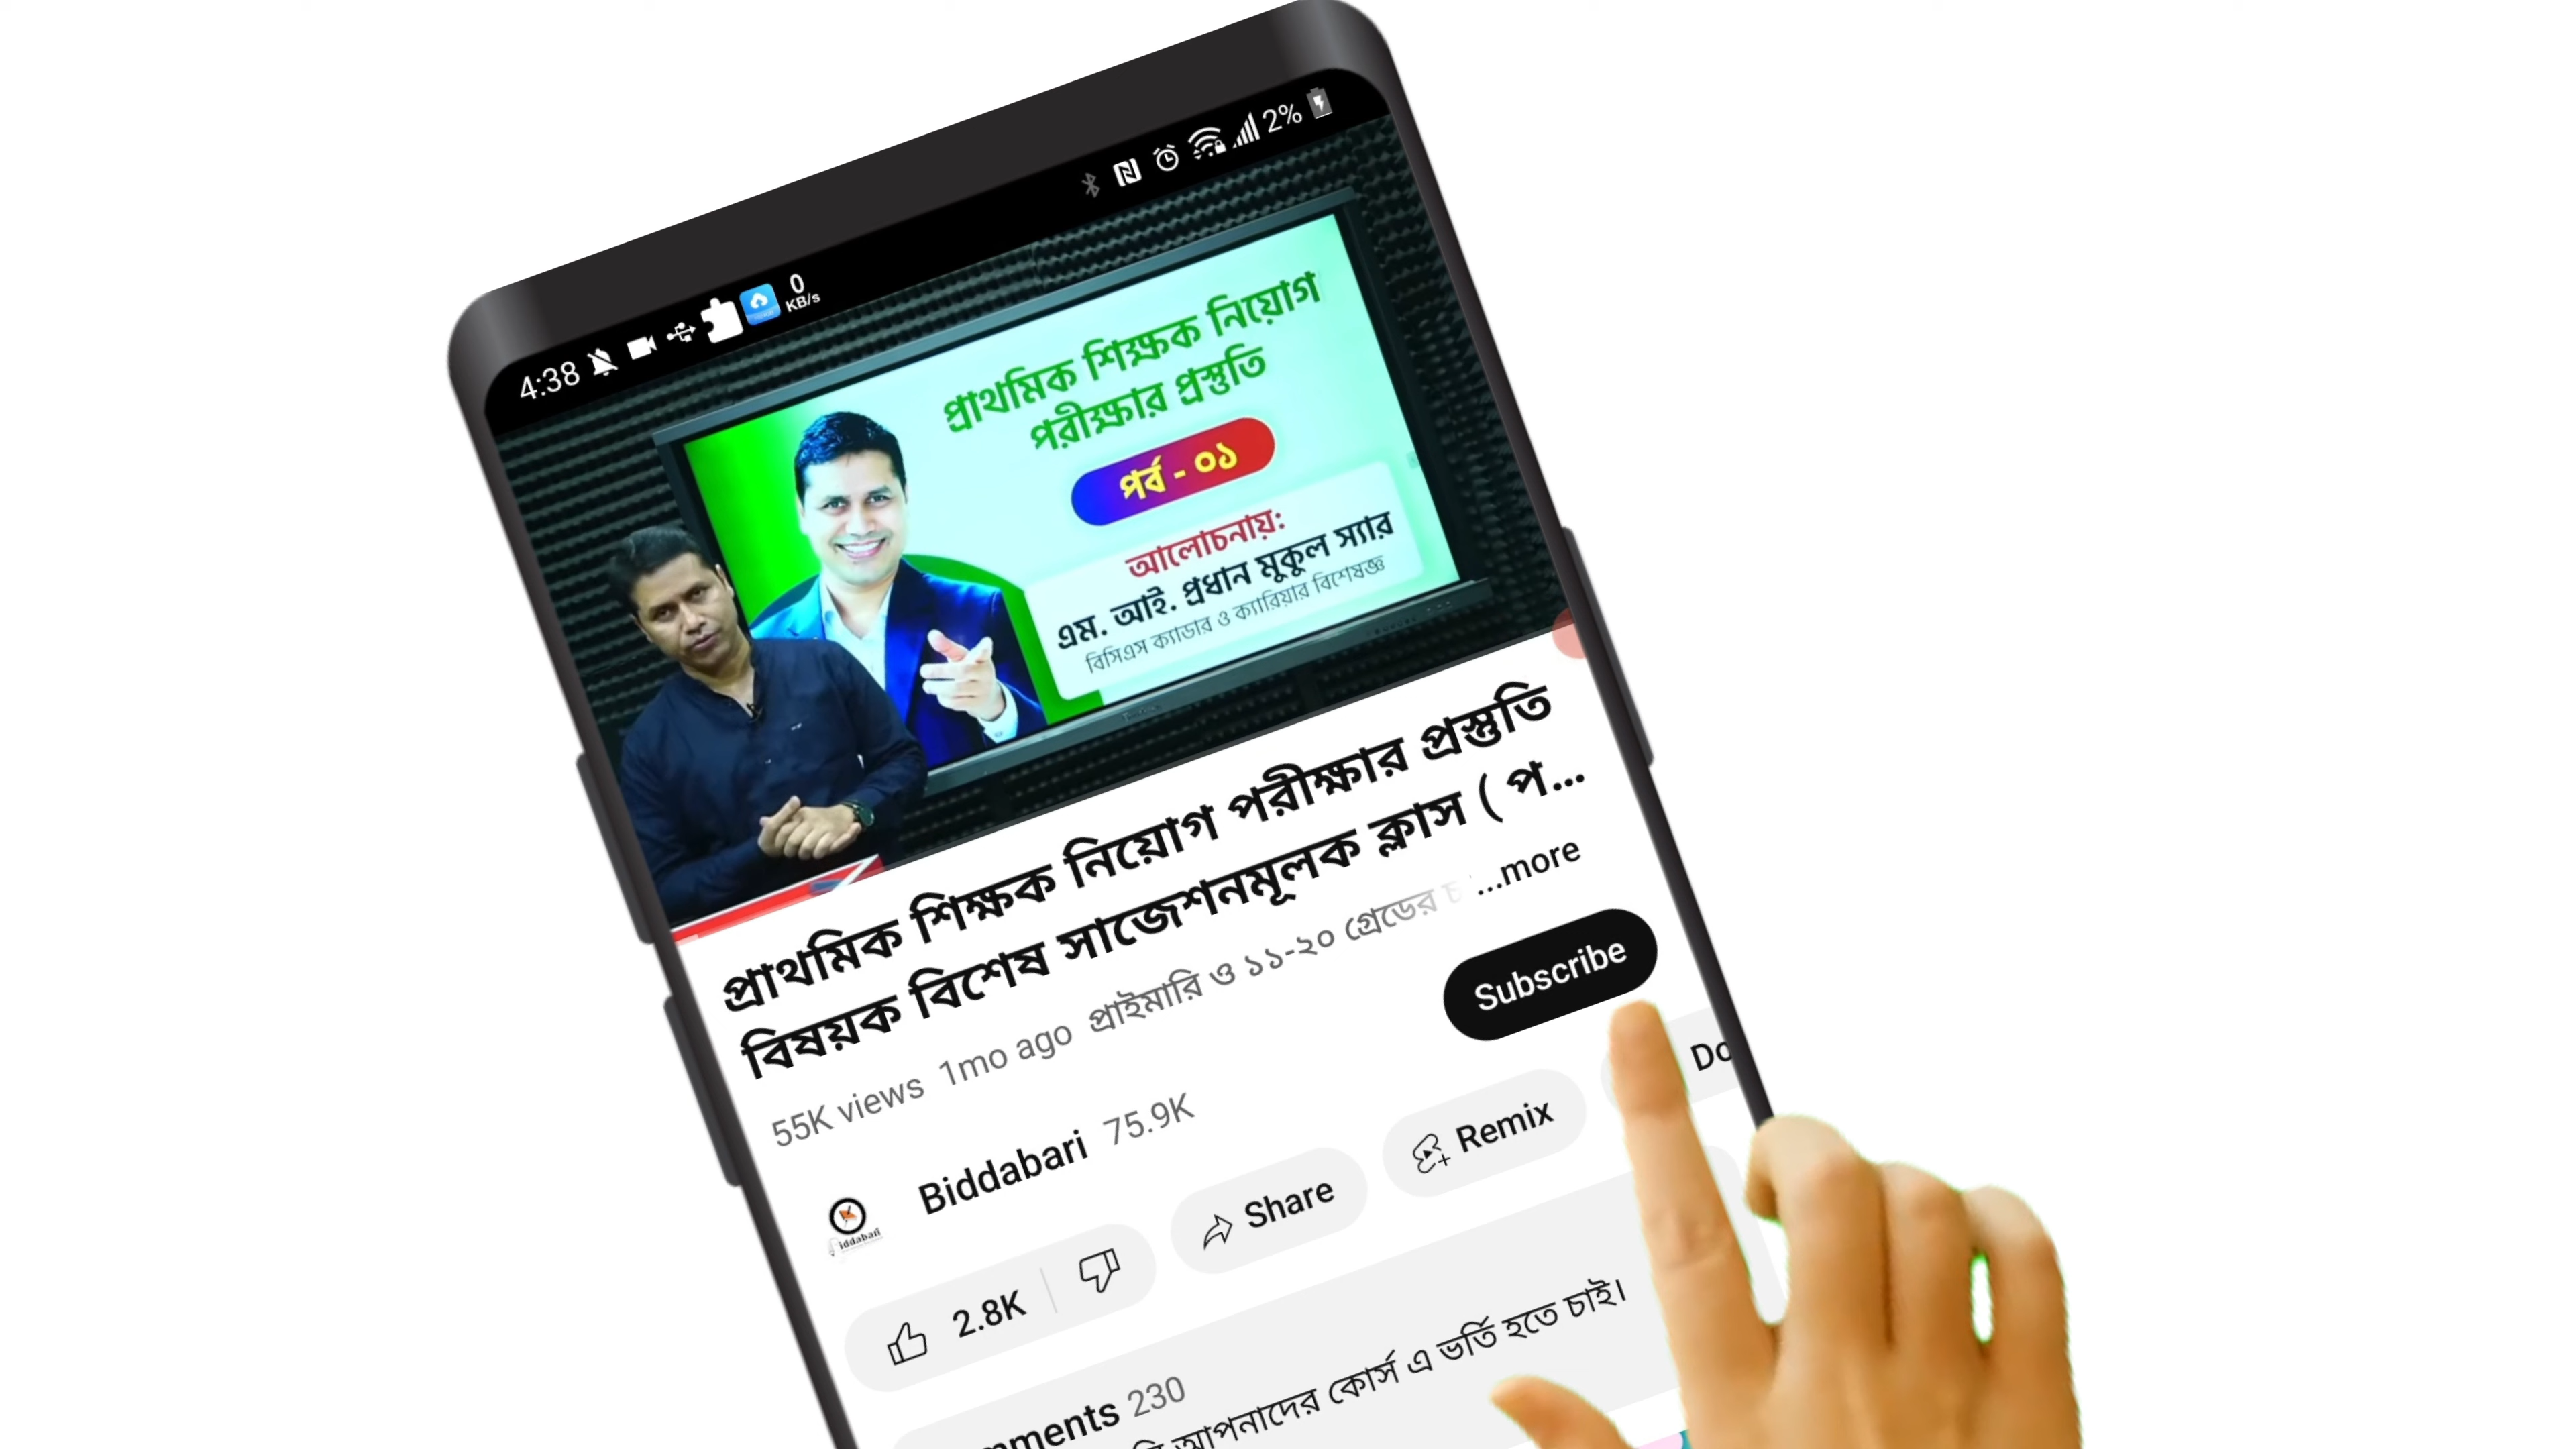 4:38
0
KB/s
2%
প্রাথমিক শিক্ষক নিয়োগ
পরীক্ষার প্রস্তুতি
পর্ব - ০১
আলোচনায়:
এম. আই. প্রধান মুকুল স্যার
বিসিএস ক্যাডার ও ক্যারিয়ার বিশেষজ্ঞ
প্রাথমিক শিক্ষক নিয়োগ পরীক্ষার প্রস্তুতি
বিষয়ক বিশেষ সাজেশনমূলক ক্লাস ( প...
55K views 1mo ago প্রাইমারি ও ১১-২০ গ্রেডের চ ...more
Biddabari 75.9K
Subscribe
iddabari
2.8K
Share
Remix
Do
mments 230
আপনাদের কোর্স এ ভর্তি হতে চাই।